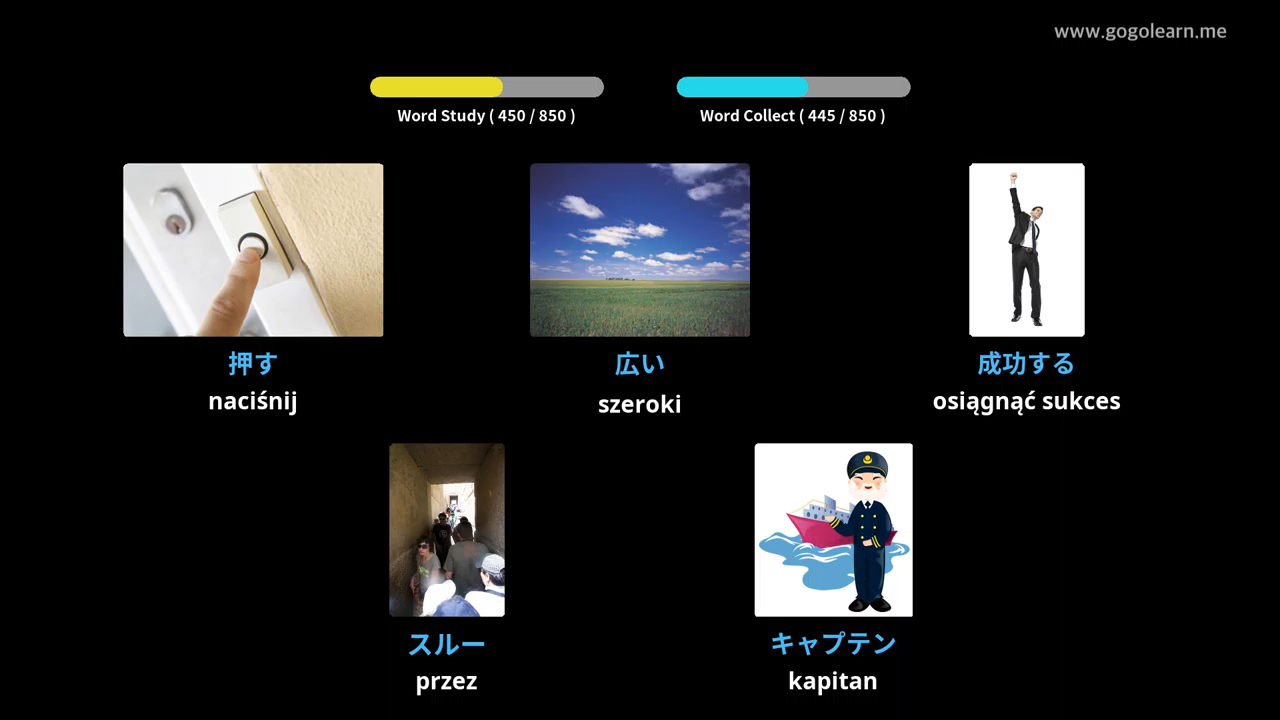 www.gogolearn.me
Word Study ( 450 / 850 )
Word Collect ( 445 / 850 )
押す
naciśnij
広い
szeroki
成功する
osiągnąć sukces
スルー
przez
キャプテン
kapitan